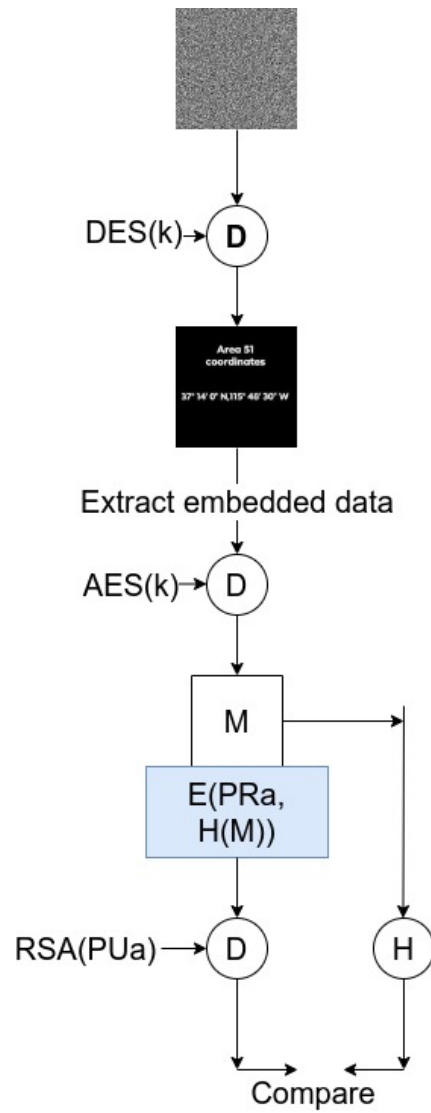 DES(k)
D
Area 51
coordinates
37° 14' 0" N,115° 48' 30" W
Extract embedded data
AES(k)
D
M
E(PRa,
H(M))
RSA(PUa)
D
H
Compare